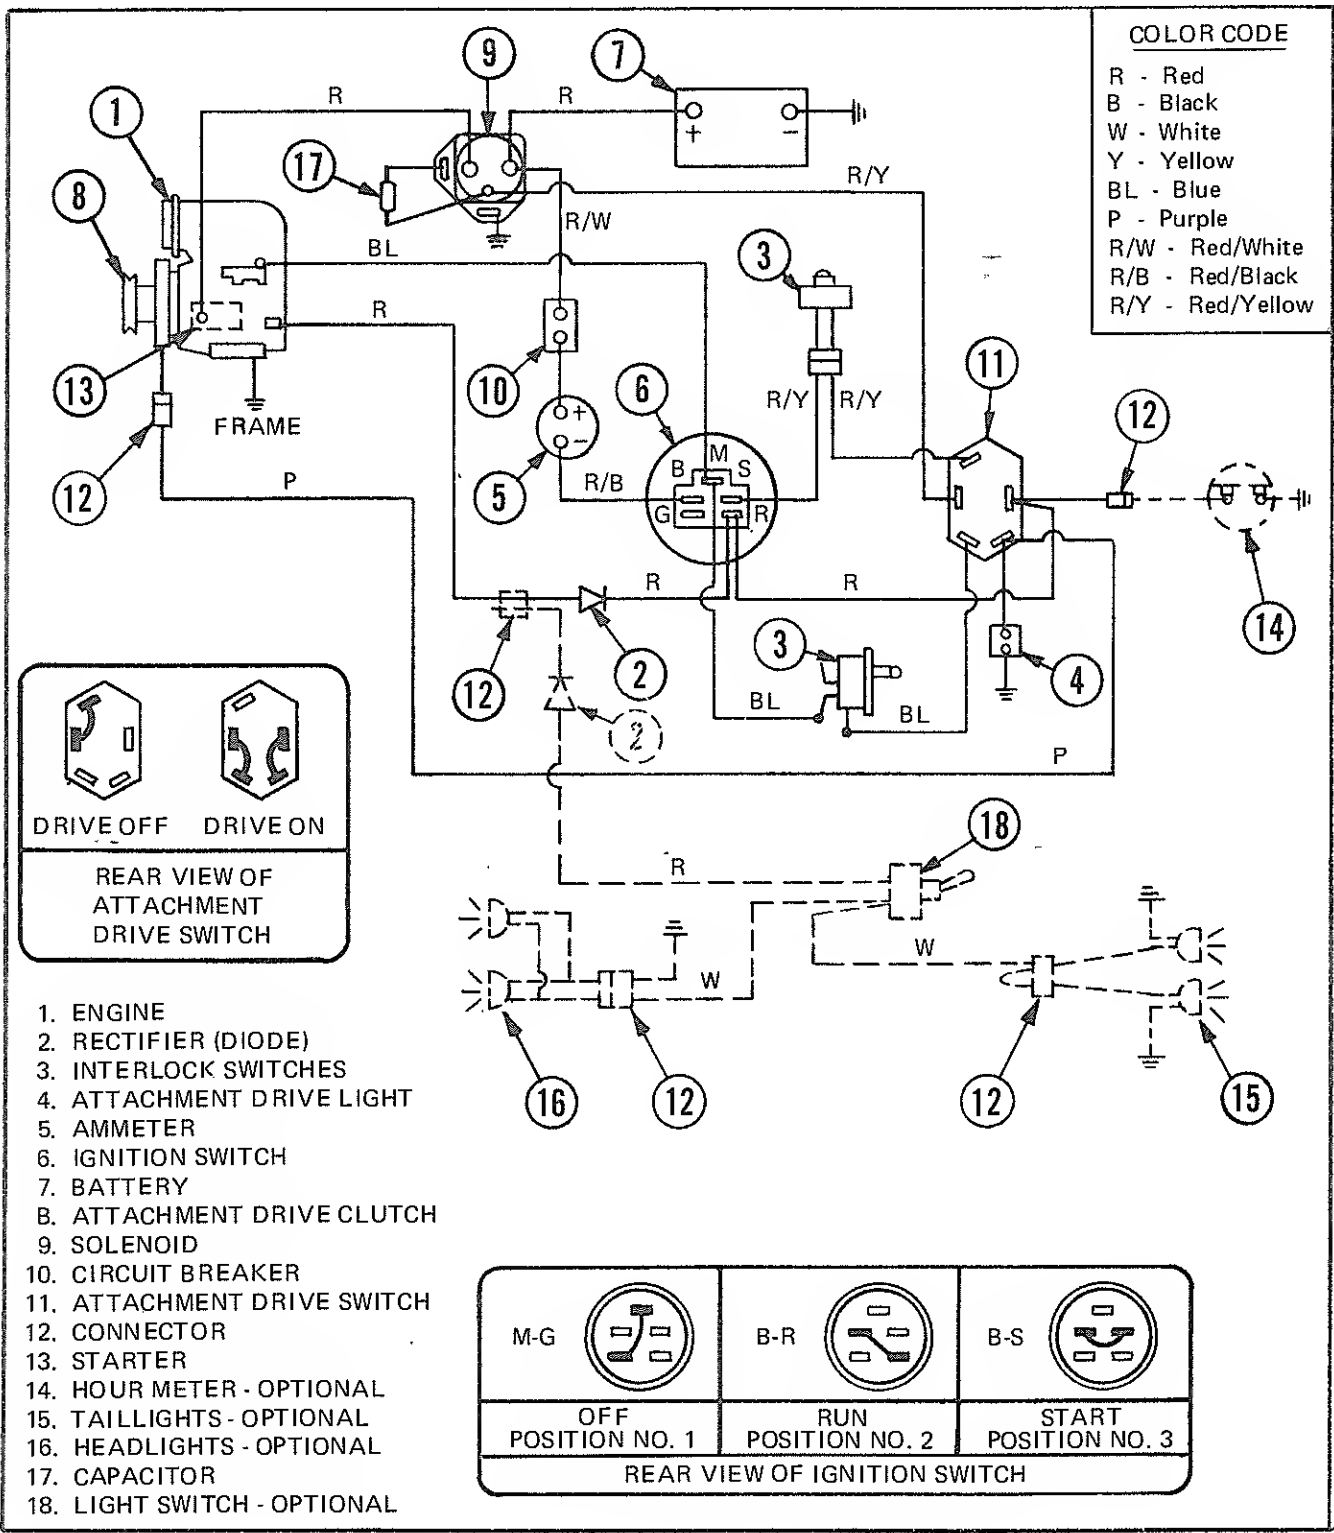 COLOR CODE
R - Red
B - Black
W - White
Y - Yellow
BL - Blue
P - Purple
R/W - Red/White
R/B - Red/Black
R/Y - Red/Yellow
9
7
1
R
R
+
−
17
R/Y
8
R/W
BL
3
R
13
10
6
11
R/Y
R/Y
12
FRAME
+
−
M
B
S
12
P
5
R/B
G
R
R
R
12
2
3
4
14
BL
BL
2
P
DRIVE OFF
DRIVE ON
REAR VIEW OF
ATTACHMENT
DRIVE SWITCH
18
R
W
W
16
12
12
15
1. ENGINE
2. RECTIFIER (DIODE)
3. INTERLOCK SWITCHES
4. ATTACHMENT DRIVE LIGHT
5. AMMETER
6. IGNITION SWITCH
7. BATTERY
B. ATTACHMENT DRIVE CLUTCH
9. SOLENOID
10. CIRCUIT BREAKER
11. ATTACHMENT DRIVE SWITCH
12. CONNECTOR
13. STARTER
14. HOUR METER - OPTIONAL
15. TAILLIGHTS - OPTIONAL
16. HEADLIGHTS - OPTIONAL
17. CAPACITOR
18. LIGHT SWITCH - OPTIONAL
M-G
B-R
B-S
OFF
POSITION NO. 1
RUN
POSITION NO. 2
START
POSITION NO. 3
REAR VIEW OF IGNITION SWITCH